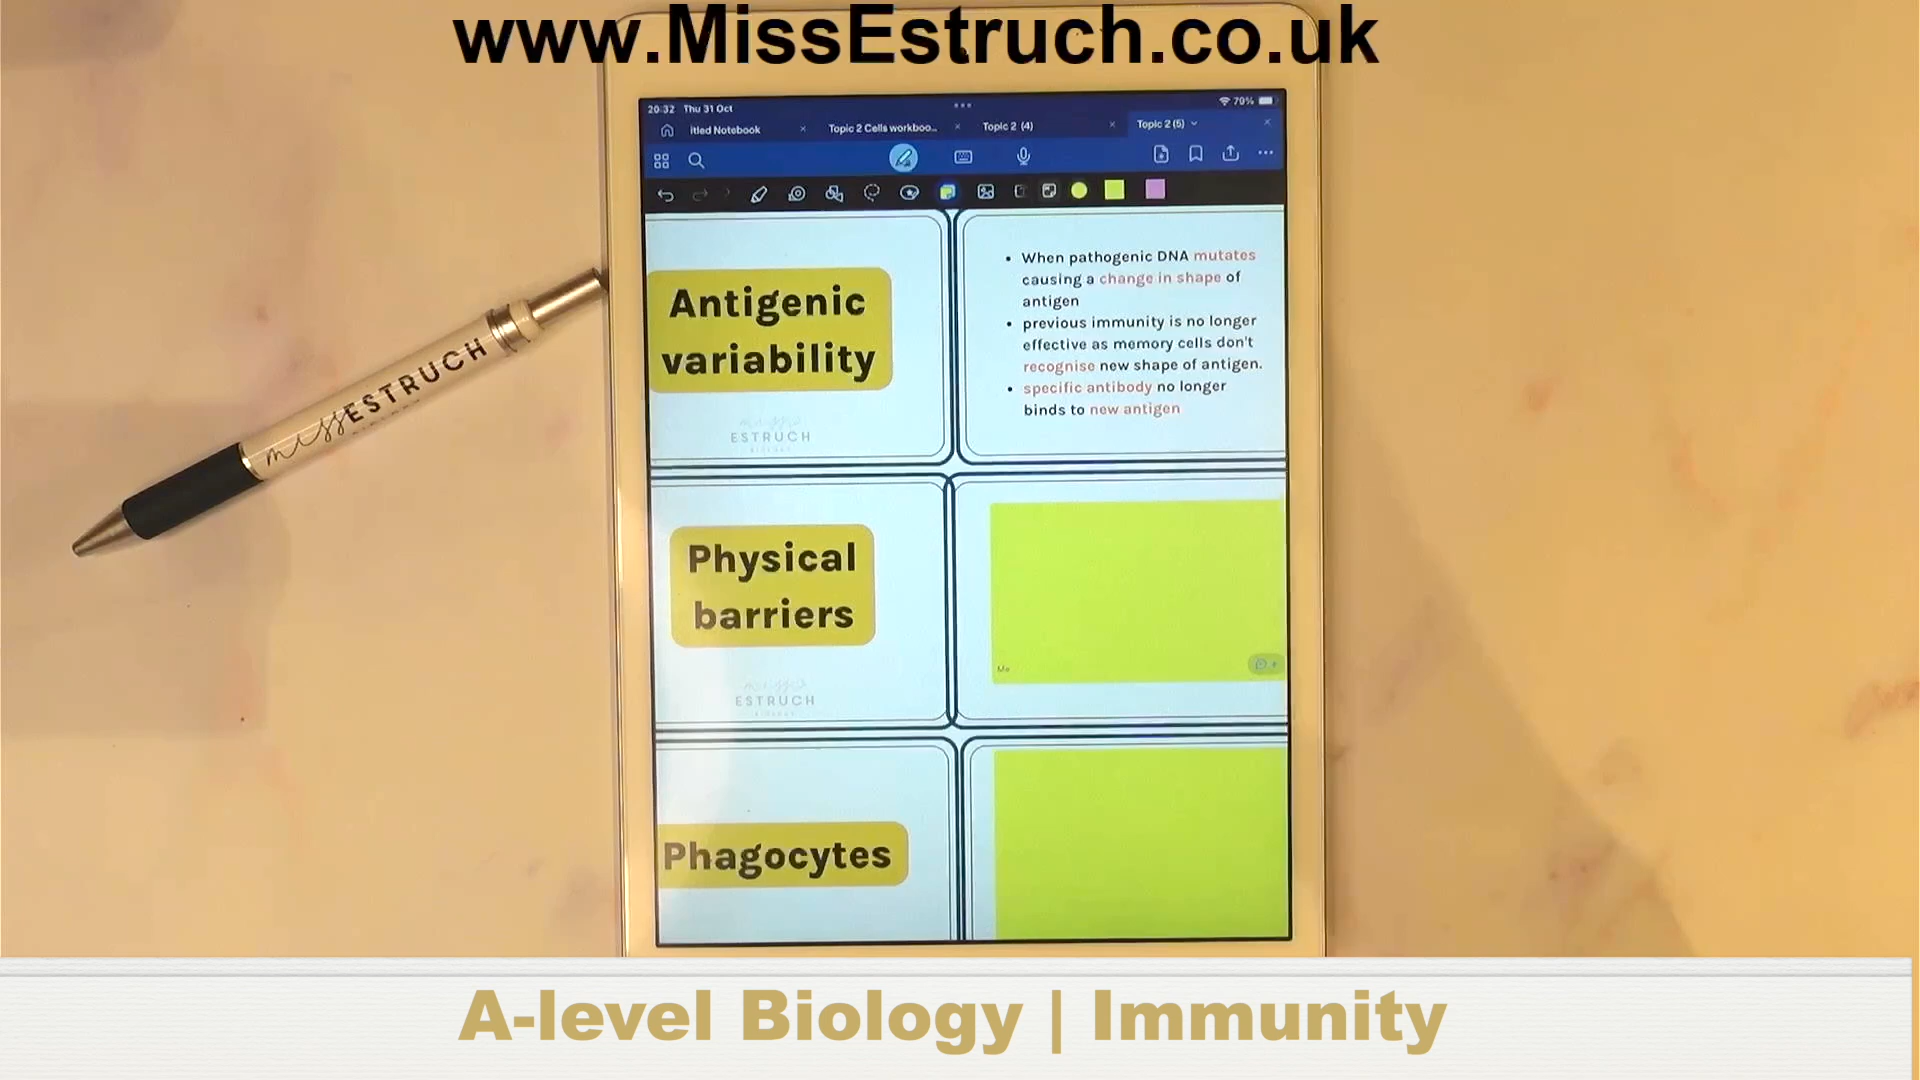 www.MissEstruch.co.uk
20:32 Thu 31 Oct
79%
itled Notebook
Topic 2 Cells workboo...
Topic 2 (4)
Topic 2 (5)
Antigenic
variability
ESTRUCH
• When pathogenic DNA mutates
causing a change in shape of
antigen
• previous immunity is no longer
effective as memory cells don't
recognise new shape of antigen.
• specific antibody no longer
binds to new antigen
missESTRUCH
Physical
barriers
ESTRUCH
Me
Phagocytes
A-level Biology | Immunity